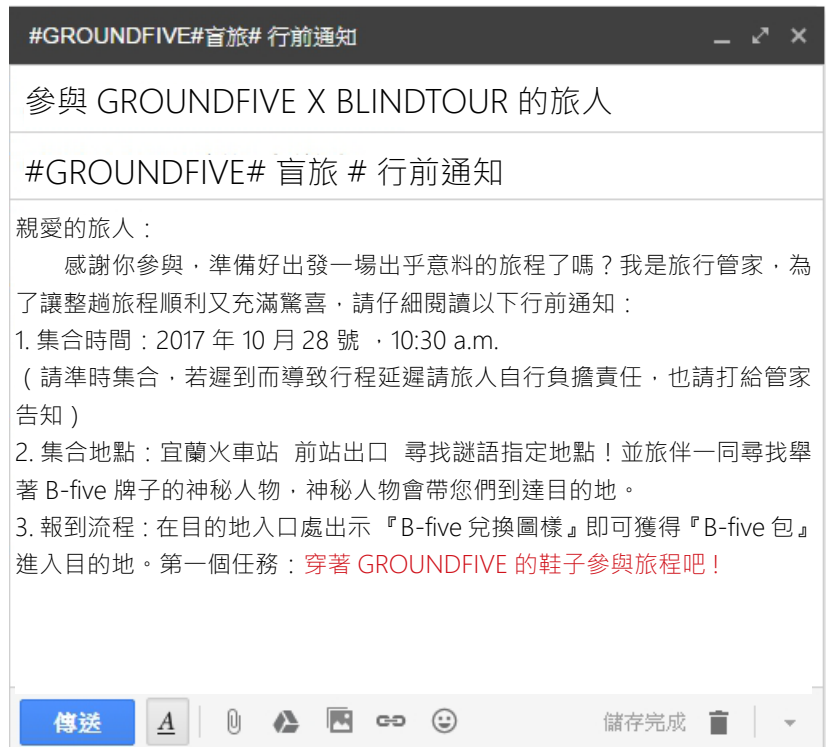 #GROUNDFIVE#盲旅# 行前通知
參與 GROUNDFIVE X BLINDTOUR 的旅人
#GROUNDFIVE# 盲旅 # 行前通知
親愛的旅人：
感謝你參與，準備好出發一場出乎意料的旅程了嗎？我是旅行管家，為
了讓整趟旅程順利又充滿驚喜，請仔細閱讀以下行前通知：
1. 集合時間：2017 年 10 月 28 號 ，10:30 a.m.
（請準時集合，若遲到而導致行程延遲請旅人自行負擔責任，也請打給管家
告知）
2. 集合地點：宜蘭火車站 前站出口 尋找謎語指定地點！並旅伴一同尋找舉
著 B-five 牌子的神秘人物，神秘人物會帶您們到達目的地。
3. 報到流程：在目的地入口處出示 『B-five 兌換圖樣』即可獲得『B-five 包』
進入目的地。第一個任務：穿著 GROUNDFIVE 的鞋子參與旅程吧！
傳送 A 儲存完成